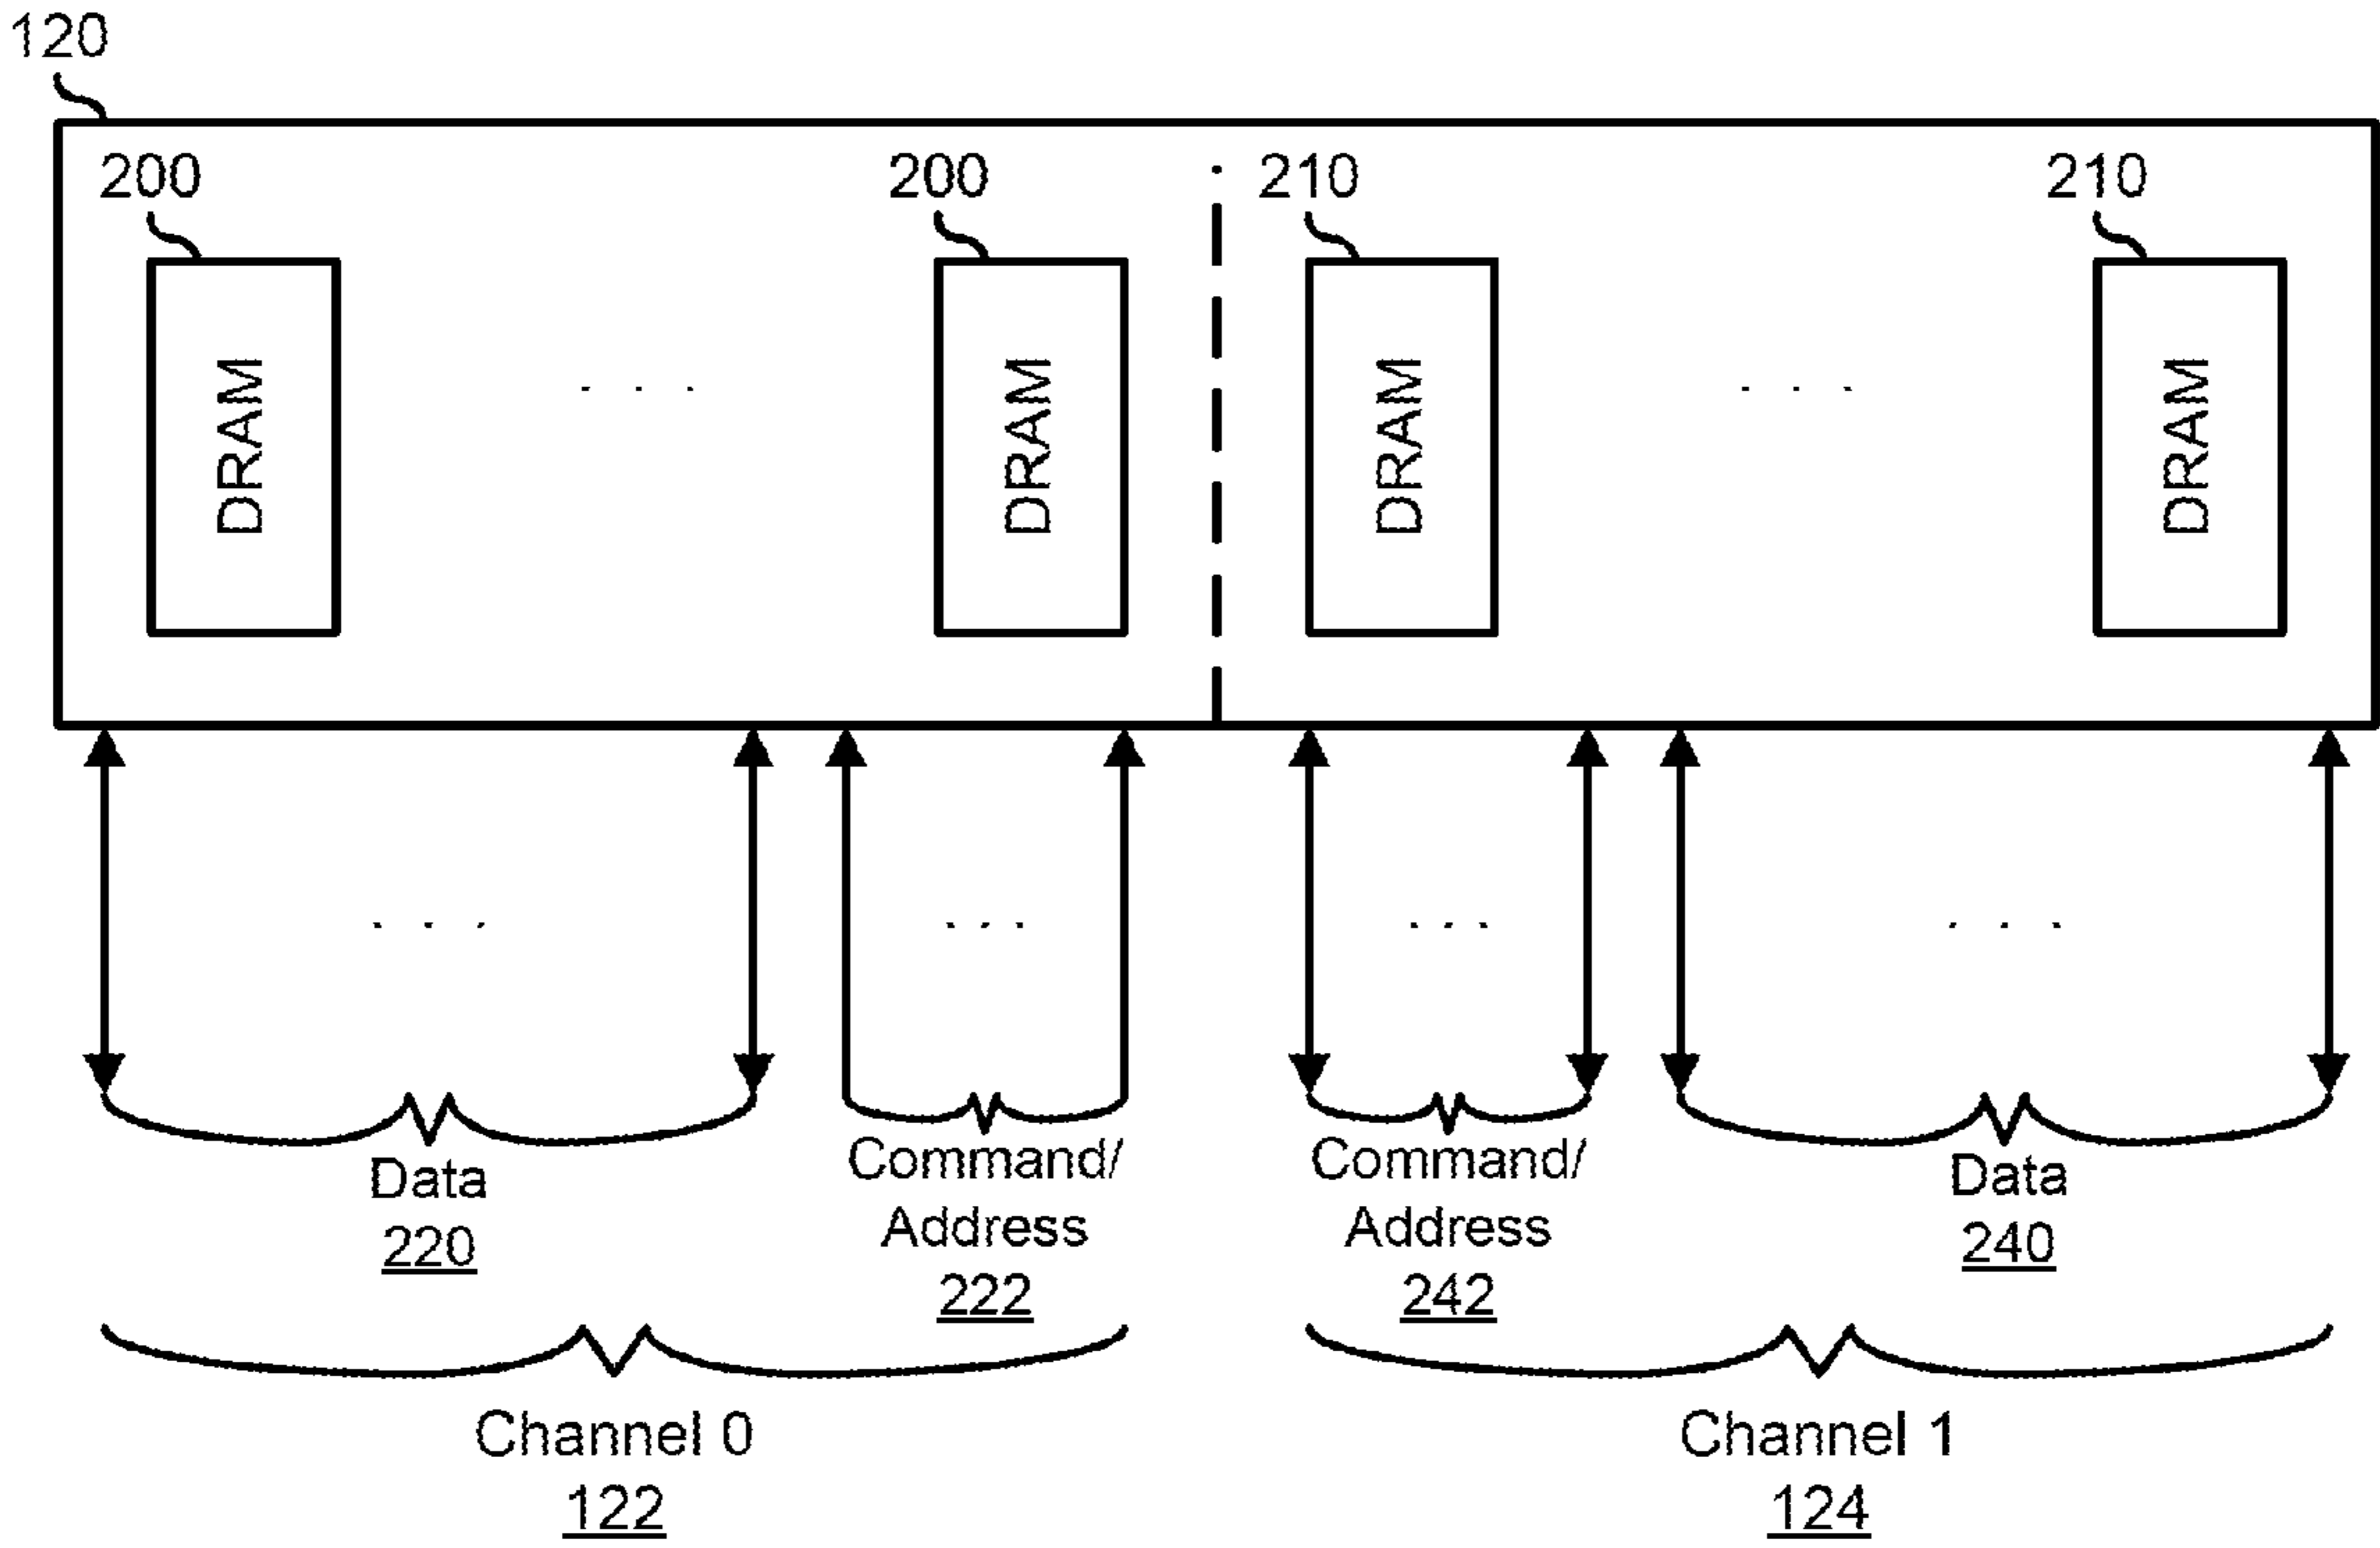 120
200
200
210
210
DRAM
. . .
DRAM
DRAM
. . .
DRAM
. . .
. . .
. . .
. . .
Data
220
Command/
Address
222
Command/
Address
242
Data
240
Channel 0
122
Channel 1
124